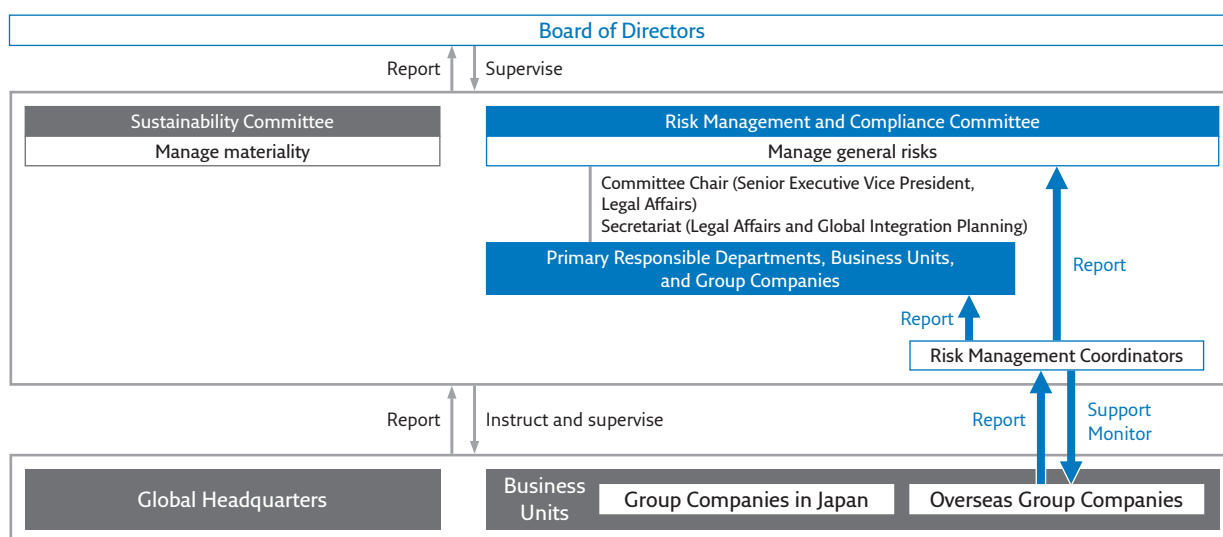 Board of Directors
Report
Supervise
Sustainability Committee
Manage materiality
Risk Management and Compliance Committee
Manage general risks
Committee Chair (Senior Executive Vice President,
Legal Affairs)
Secretariat (Legal Affairs and Global Integration Planning)
Primary Responsible Departments, Business Units,
and Group Companies
Report
Report
Risk Management Coordinators
Report
Instruct and supervise
Report
Support
Monitor
Global Headquarters
Business
Units
Group Companies in Japan
Overseas Group Companies